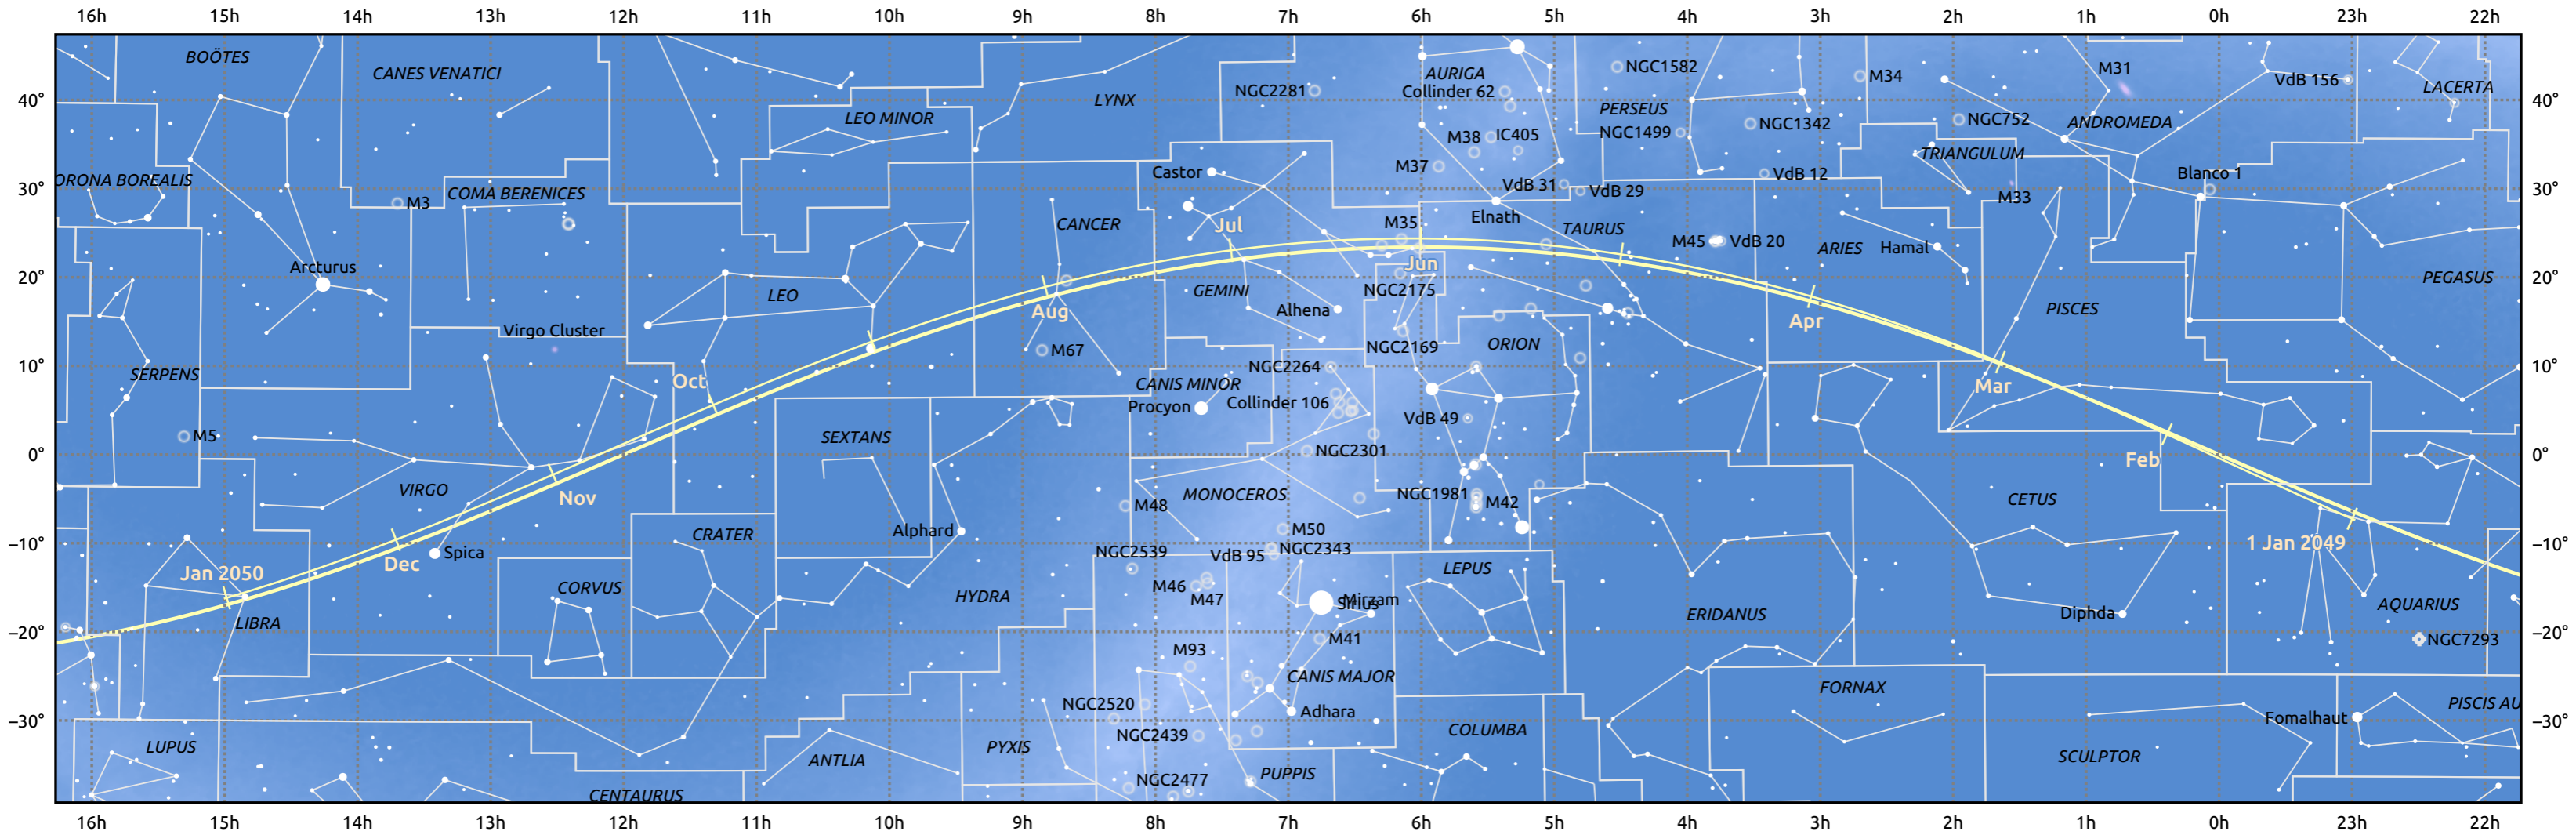 16h 15h 14h 13h 12h 11h 10h 9h 8h 7h 6h 5h 4h 3h 2h 1h 0h 23h 22h
BOÖTES
CANES VENATICI
LYNX
AURIGA
NGC1582
M34
M31
VdB 156
LACERTA
40°
LEO MINOR
NGC2281
Collinder 62
PERSEUS
NGC1342
NGC752
ANDROMEDA
40°
M38
IC405
NGC1499
TRIANGULUM
ORONA BOREALIS
Castor
M37
VdB 31
VdB 29
VdB 12
M33
Blanco 1
30°
M3
COMA BERENICES
CANCER
Jul
M35
Elnath
TAURUS
M45
VdB 20
ARIES
Hamal
30°
Arcturus
20°
LEO
GEMINI
Jun
NGC2175
PISCES
PEGASUS
20°
Virgo Cluster
Aug
Alhena
Apr
M67
NGC2169
ORION
10°
SERPENS
Oct
CANIS MINOR
NGC2264
Mar
10°
Procyon
Collinder 106
VdB 49
M5
SEXTANS
NGC2301
0°
Feb
0°
VIRGO
Nov
MONOCEROS
NGC1981
M42
CETUS
M48
Alphard
M50
−10°
Spica
CRATER
NGC2539
VdB 95
NGC2343
1 Jan 2049
−10°
Jan 2050
Dec
CORVUS
HYDRA
M46
M47
Sirius
Mirzam
LEPUS
ERIDANUS
Diphda
AQUARIUS
LIBRA
−20°
M41
NGC7293
−20°
M93
CANIS MAJOR
FORNAX
NGC2520
Adhara
PISCIS AU
−30°
LUPUS
ANTLIA
PYXIS
NGC2439
COLUMBA
Fomalhaut
−30°
NGC2477
PUPPIS
SCULPTOR
CENTAURUS
16h 15h 14h 13h 12h 11h 10h 9h 8h 7h 6h 5h 4h 3h 2h 1h 0h 23h 22h